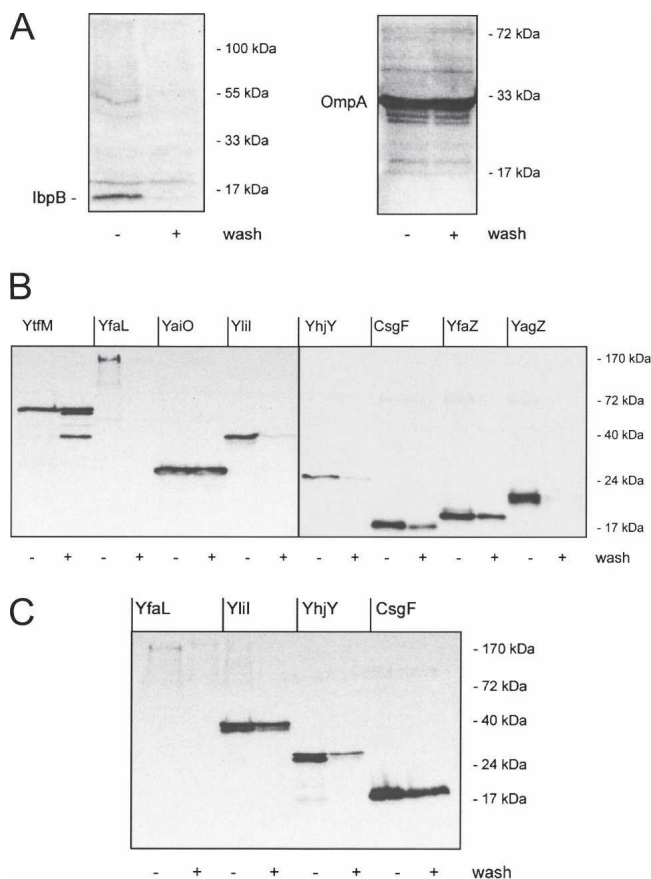 A
- 100 kDa
- 55 kDa
- 33 kDa
- 17 kDa
IbpB -
- + wash
- 72 kDa
OmpA
- 33 kDa
- 17 kDa
- + wash
B
YtfM YfaL YaiO YliI YhjY CsgF YfaZ YagZ
- 170 kDa
- 72 kDa
- 40 kDa
- 24 kDa
- 17 kDa
- + - + - + - + - + - + - + - + wash
C
YfaL YliI YhjY CsgF
- 170 kDa
- 72 kDa
- 40 kDa
- 24 kDa
- 17 kDa
- + - + - + - + wash